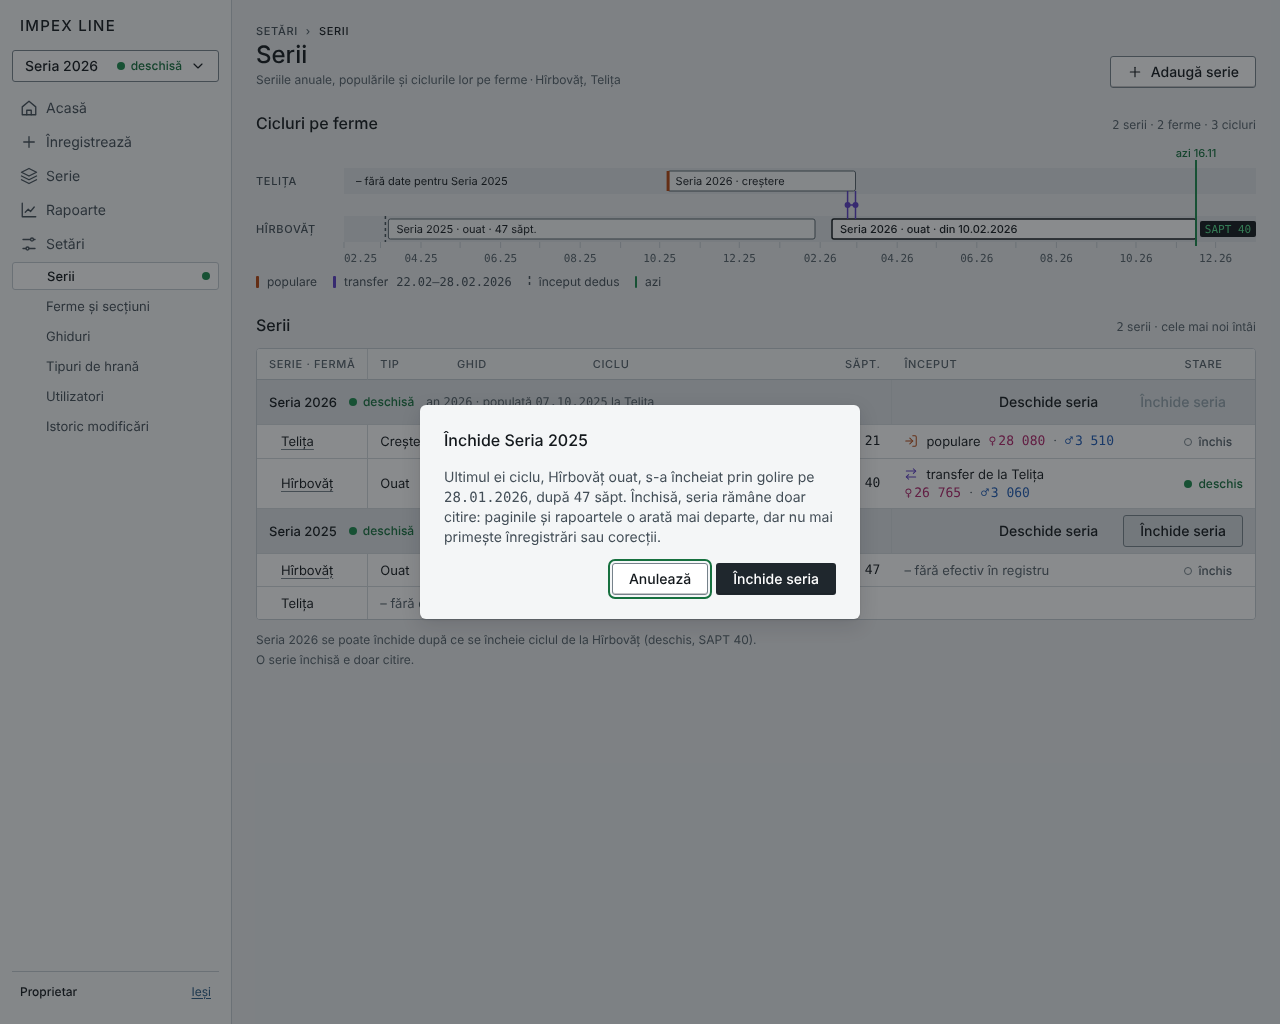 IMPEX LINE
Seria 2026 deschisă
Acasă
Înregistrează
Serie
Rapoarte
Setări
Serii
Ferme și secțiuni
Ghiduri
Tipuri de hrană
Utilizatori
Istoric modificări
Proprietar Ieși
SETĂRI › SERII
Serii
Seriile anuale, populările și ciclurile lor pe ferme · Hîrbovăț, Telița
Adaugă serie
Cicluri pe ferme
2 serii · 2 ferme · 3 cicluri
azi 16.11
TELIȚA – fără date pentru Seria 2025 Seria 2026 · creștere
HÎRBOVĂȚ Seria 2025 · ouat · 47 săpt. Seria 2026 · ouat · din 10.02.2026 SAPT 40
02.25 04.25 06.25 08.25 10.25 12.25 02.26 04.26 06.26 08.26 10.26 12.26
populare transfer 22.02–28.02.2026 început dedus azi
Serii
2 serii · cele mai noi întâi
SERIE · FERMĂ TIP GHID CICLU SĂPT. ÎNCEPUT STARE
Seria 2026 deschisă an 2026 · populată 07.10.2025 la Telița Deschide seria Închide seria
Telița Crește 21 populare ♀28 080 · ♂3 510 închis
Hîrbovăț Ouat 40 transfer de la Telița
♀26 765 · ♂3 060 deschis
Seria 2025 deschisă Deschide seria Închide seria
Hîrbovăț Ouat 47 – fără efectiv în registru închis
Telița – fără
Închide Seria 2025
Ultimul ei ciclu, Hîrbovăț ouat, s-a încheiat prin golire pe
28.01.2026, după 47 săpt. Închisă, seria rămâne doar
citire: paginile și rapoartele o arată mai departe, dar nu mai
primește înregistrări sau corecții.
Anulează Închide seria
Seria 2026 se poate închide după ce se încheie ciclul de la Hîrbovăț (deschis, SAPT 40).
O serie închisă e doar citire.